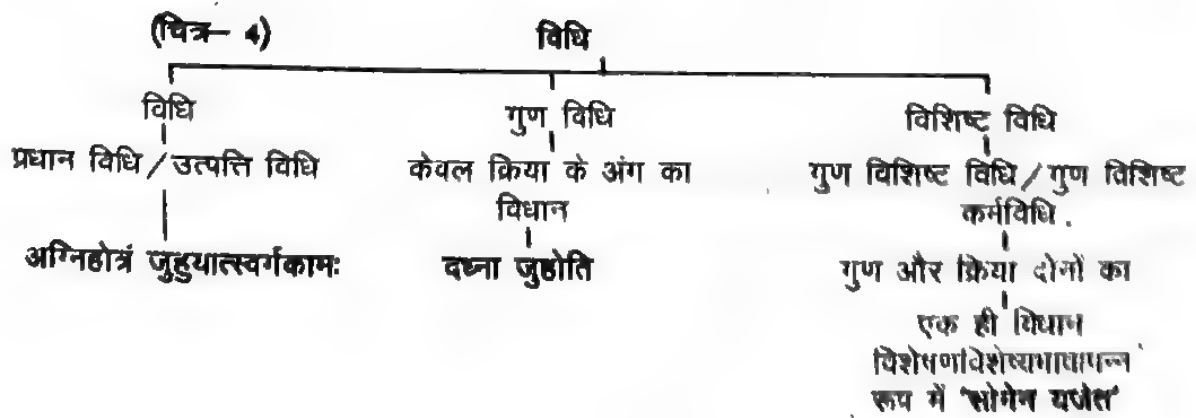 (चित्र– 4)
विधि
विधि
गुण विधि
विशिष्ट विधि
प्रधान विधि / उत्पत्ति विधि
केवल क्रिया के अंग का
विधान
गुण विशिष्ट विधि / गुण विशिष्ट
कर्मविधि .
अग्निहोत्रं जुहुयात्स्वर्गकामः
दध्ना जुहोति
गुण और क्रिया दोनों का
एक ही विधान
विशेषणविशेष्यभावापन्न
रूप में 'सोमेन यजेत'